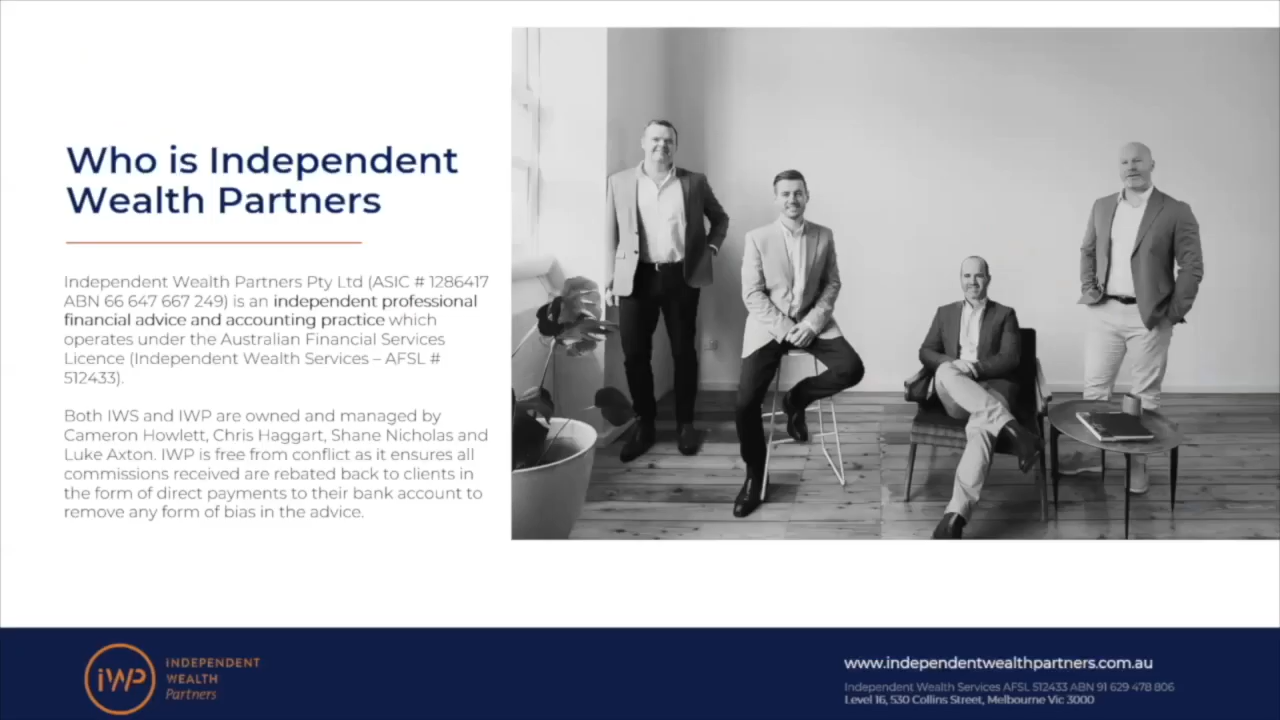 Who is Independent
Wealth Partners
Independent Wealth Partners Pty Ltd (ASIC # 1286417
ABN 66 647 667 249) is an independent professional
financial advice and accounting practice which
operates under the Australian Financial Services
Licence (Independent Wealth Services – AFSL #
512433).
Both IWS and IWP are owned and managed by
Cameron Howlett, Chris Haggart, Shane Nicholas and
Luke Axton. IWP is free from conflict as it ensures all
commissions received are rebated back to clients in
the form of direct payments to their bank account to
remove any form of bias in the advice.
iWP
INDEPENDENT
WEALTH
Partners
www.independentwealthpartners.com.au
Independent Wealth Services AFSL 512433 ABN 91 629 478 806
Level 16, 530 Collins Street, Melbourne Vic 3000